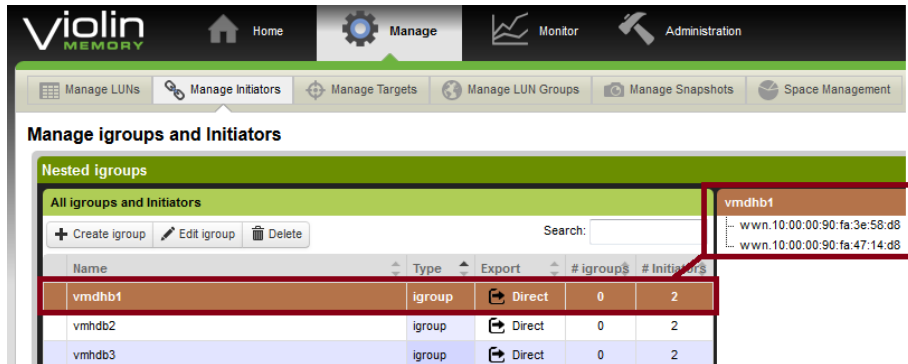 Violin
MEMORY
Home
Manage
Monitor
Administration
Manage LUNs
Manage Initiators
Manage Targets
Manage LUN Groups
Manage Snapshots
Space Management
Manage igroups and Initiators
Nested igroups
All igroups and Initiators
vmdhb1
Create igroup
Edit igroup
Delete
Search:
wwn.10:00:00:90:fa:3e:58:d8
wwn.10:00:00:90:fa:47:14:d8
Name Type Export # igroups # Initiators
vmdhb1 igroup Direct 0 2
vmhdb2 igroup Direct 0 2
vmhdb3 igroup Direct 0 2